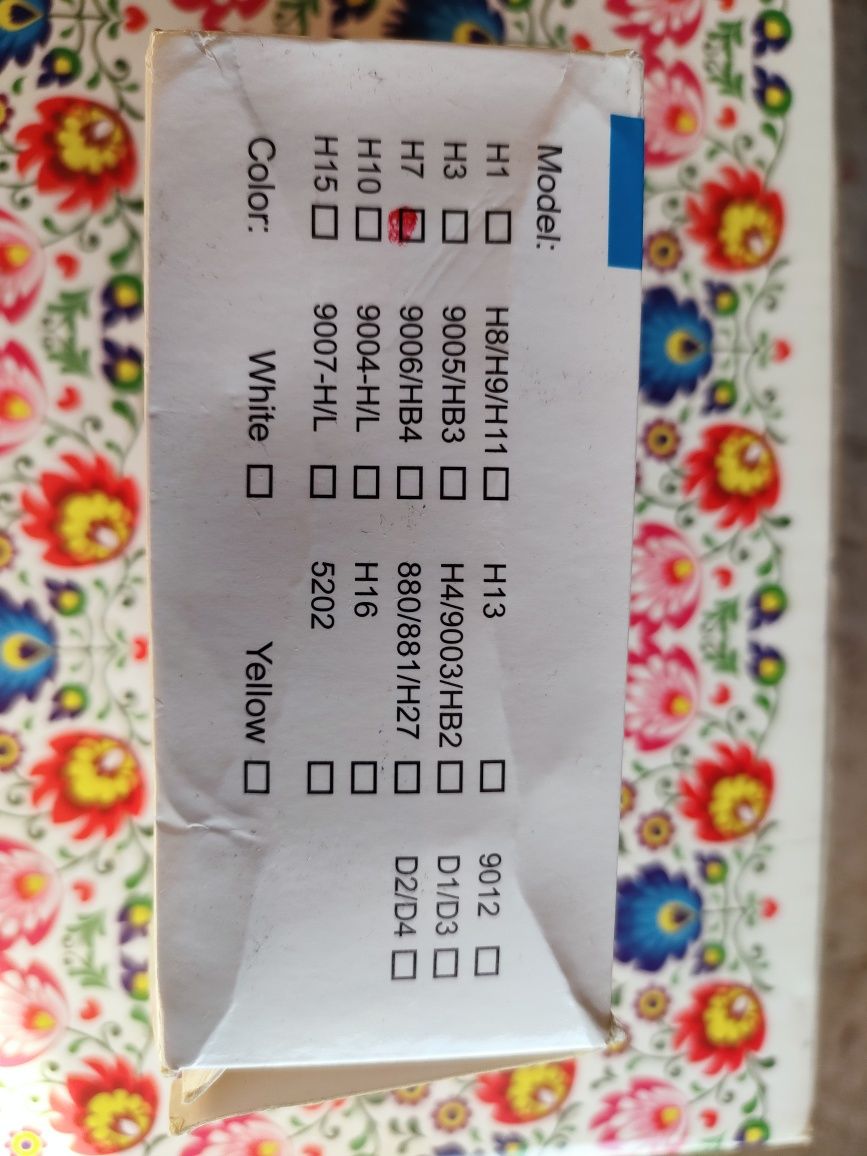 Model:
H1 □ H8/H9/H11 □ H13 □ 9012 □
H3 □ 9005/HB3 □ H4/9003/HB2 □ D1/D3 □
H7 □ 9006/HB4 □ 880/881/H27 □ D2/D4 □
H10 □ 9004-H/L □ H16 □
H15 □ 9007-H/L □ 5202 □
Color: White □ Yellow □